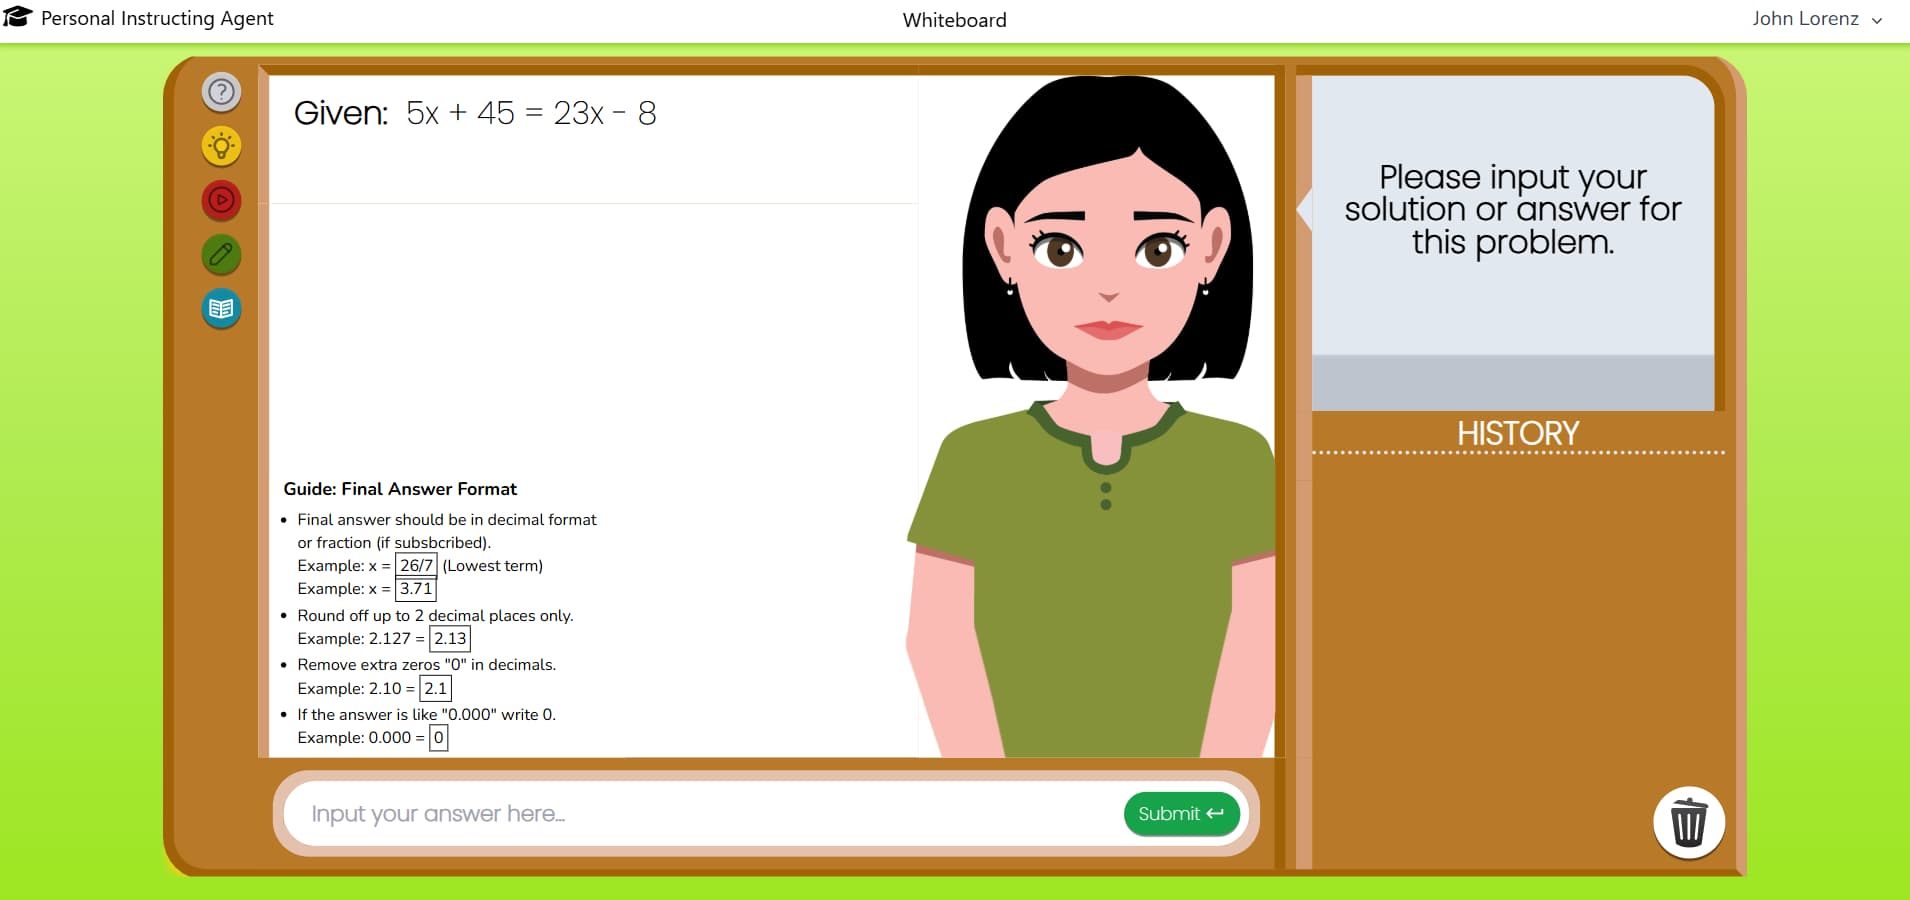 Personal Instructing Agent
Whiteboard
John Lorenz
Given: 5x + 45 = 23x - 8
Please input your
solution or answer for
this problem.
HISTORY
Guide: Final Answer Format
• Final answer should be in decimal format
or fraction (if subsbcribed).
Example: x = 26/7 (Lowest term)
Example: x = 3.71
• Round off up to 2 decimal places only.
Example: 2.127 = 2.13
• Remove extra zeros "0" in decimals.
Example: 2.10 = 2.1
• If the answer is like "0.000" write 0.
Example: 0.000 = 0
Input your answer here...
Submit